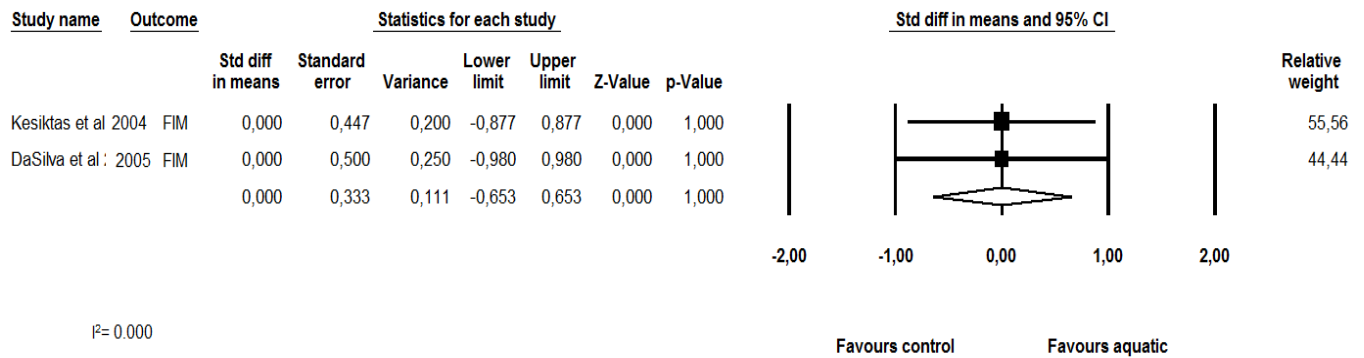 Study name Outcome Statistics for each study Std diff in means and 95% CI
Std diff Standard Lower Upper Relative
in means error Variance limit limit Z-Value p-Value weight
Kesiktas et al 2004 FIM 0,000 0,447 0,200 -0,877 0,877 0,000 1,000 55,56
DaSilva et al : 2005 FIM 0,000 0,500 0,250 -0,980 0,980 0,000 1,000 44,44
0,000 0,333 0,111 -0,653 0,653 0,000 1,000
-2,00 -1,00 0,00 1,00 2,00
I²= 0.000
Favours control Favours aquatic